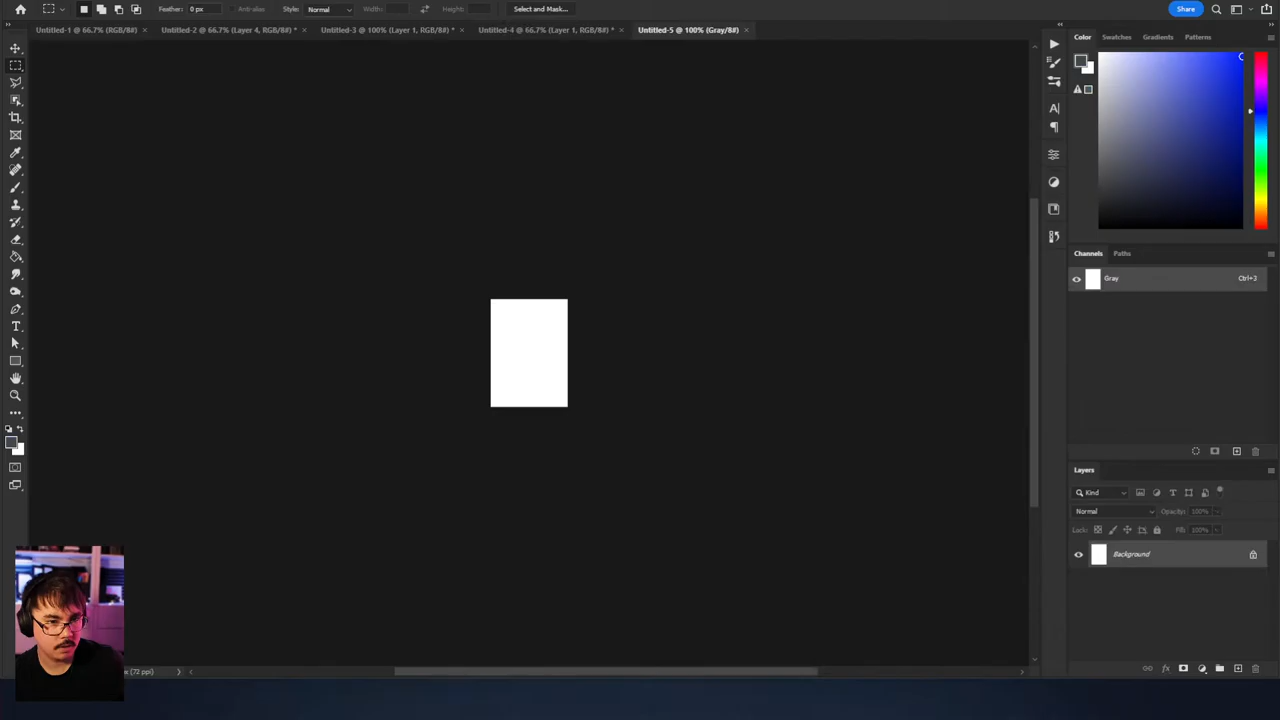 Feather: 0 px Anti-alias Style: Normal Width: Height: Select and Mask... Share
Untitled-1 @ 66.7% (RGB/8#) × Untitled-2 @ 66.7% (Layer 4, RGB/8#) * × Untitled-3 @ 100% (Layer 1, RGB/8#) * × Untitled-4 @ 66.7% (Layer 1, RGB/8#) * × Untitled-5 @ 100% (Gray/8#) ×
Color Swatches Gradients Patterns
Channels Paths
Gray Ctrl+3
Layers
Kind
Normal Opacity: 100%
Lock: Fill: 100%
Background
(72 ppi)